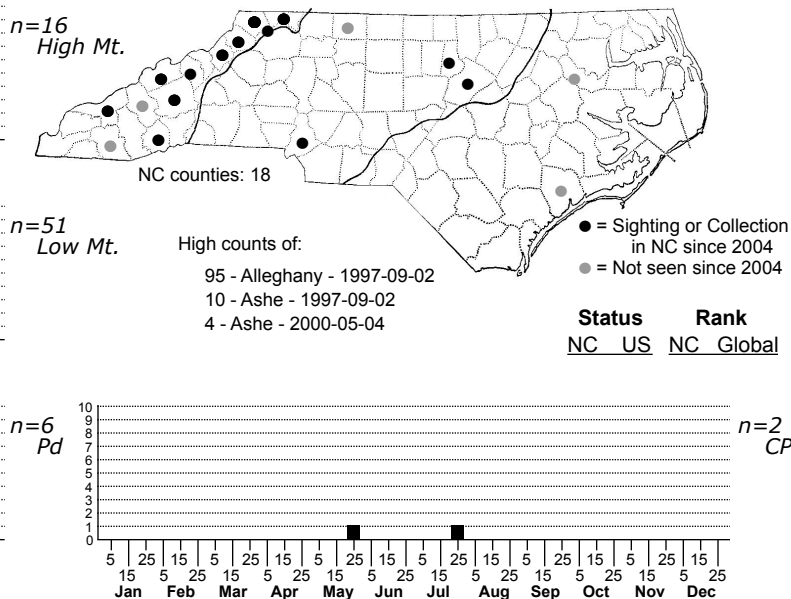 n=16
High Mt.
NC counties: 18
n=51
Low Mt.
High counts of:
95 - Alleghany - 1997-09-02
10 - Ashe - 1997-09-02
4 - Ashe - 2000-05-04
= Sighting or Collection
in NC since 2004
= Not seen since 2004
Status Rank
NC US NC Global
n=6
Pd
n=2
CP
10
9
8
7
6
5
4
3
2
1
0
5 25 15 5 25 15 5 25 15 5 25 15 5 25 15 5 25 15
15 5 25 15 5 25 15 5 25 15 5 25 15 5 25 15 5 25
Jan Feb Mar Apr May Jun Jul Aug Sep Oct Nov Dec